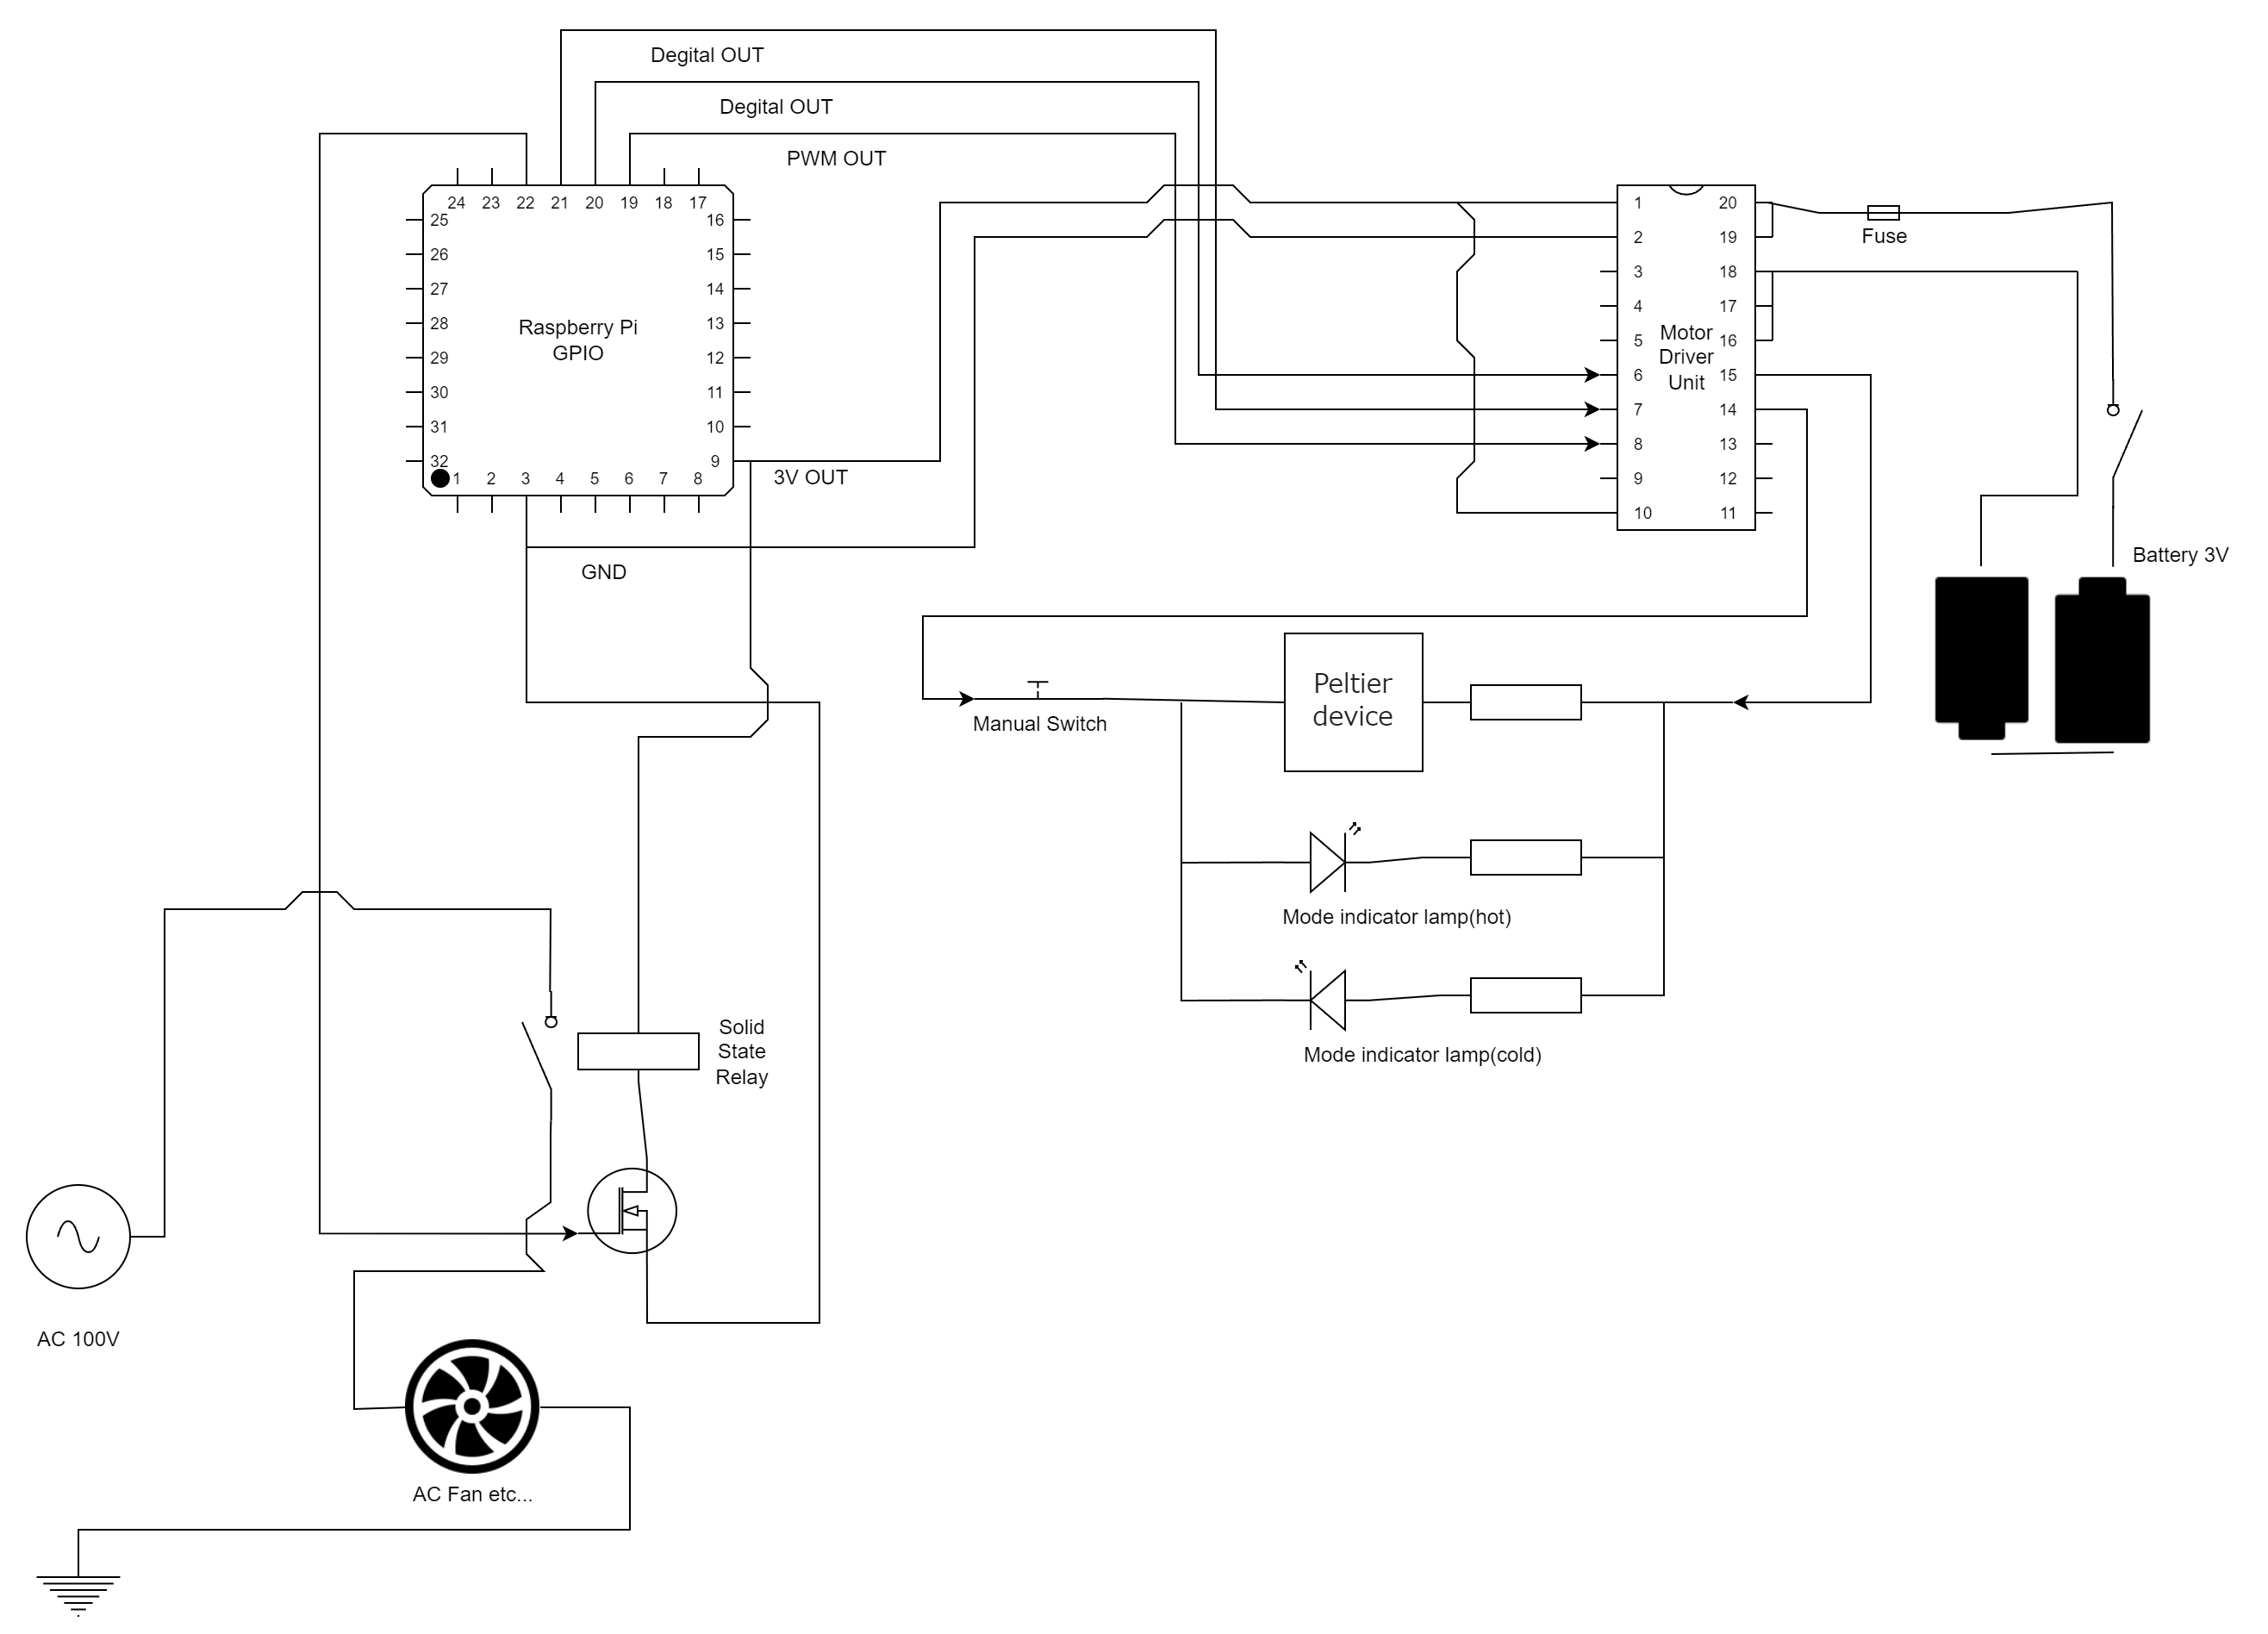 Degital OUT
Degital OUT
PWM OUT
24 23 22 21 20 19 18 17
25
26
27
28
29
30
31
32
16
15
14
13
12
11
10
9
Raspberry Pi
GPIO
1 2 3 4 5 6 7 8
3V OUT
GND
1
2
3
4
5
6
7
8
9
10
Motor
Driver
Unit
20
19
18
17
16
15
14
13
12
11
Fuse
Battery 3V
Manual Switch
Peltier
device
Mode indicator lamp(hot)
Mode indicator lamp(cold)
Solid
State
Relay
AC 100V
AC Fan etc...